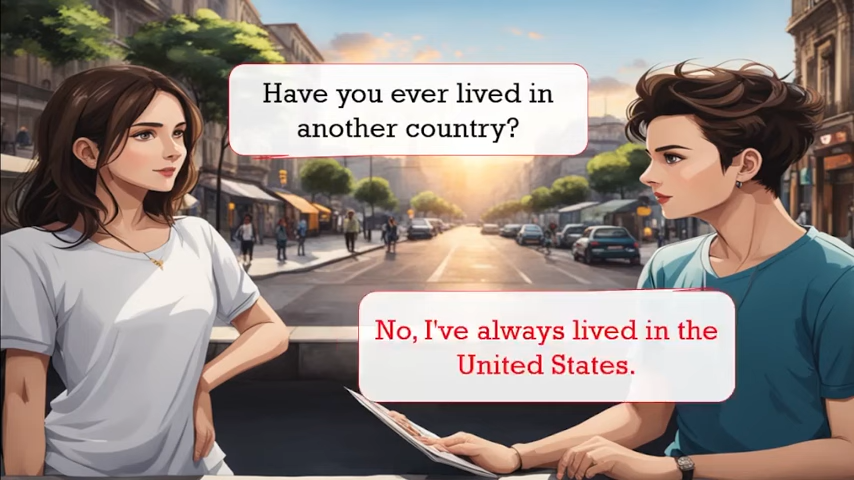 Have you ever lived in
another country?
No, I've always lived in the
United States.